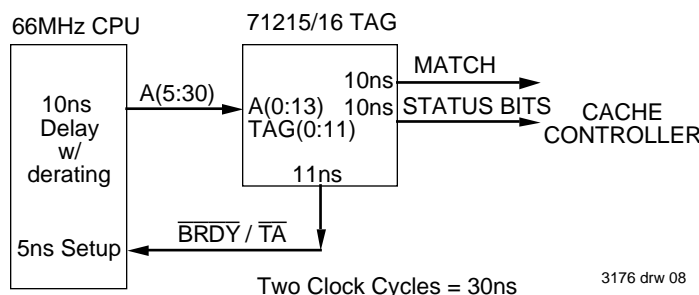 66MHz CPU
71215/16 TAG
10ns
Delay
w/
derating
5ns Setup
A(5:30)
A(0:13)
TAG(0:11)
10ns
10ns
11ns
MATCH
STATUS BITS
CACHE
CONTROLLER
BRDY / TA
Two Clock Cycles = 30ns
3176 drw 08